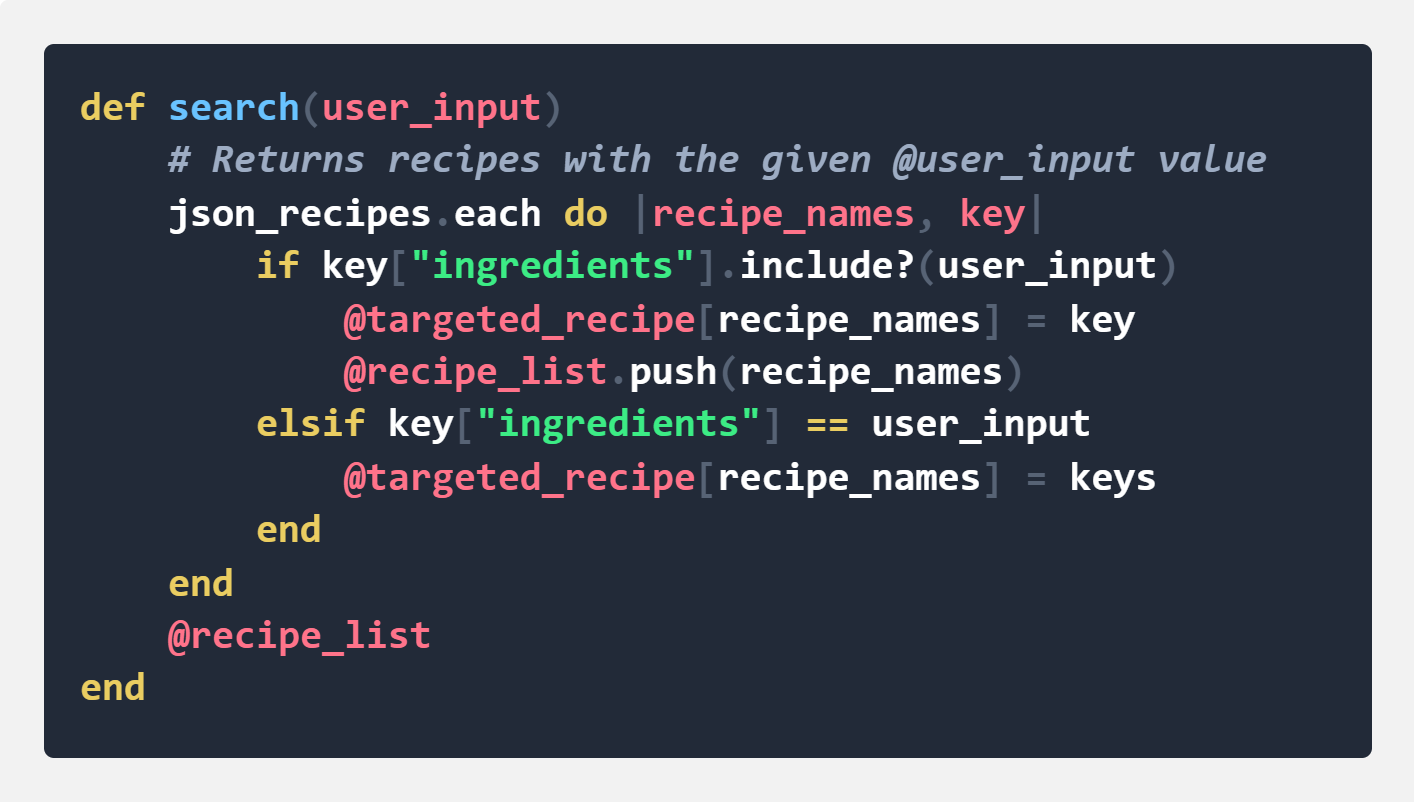 def search(user_input)
    # Returns recipes with the given @user_input value
    json_recipes.each do |recipe_names, key|
        if key["ingredients"].include?(user_input)
            @targeted_recipe[recipe_names] = key
            @recipe_list.push(recipe_names)
        elsif key["ingredients"] == user_input
            @targeted_recipe[recipe_names] = keys
        end
    end
    @recipe_list
end